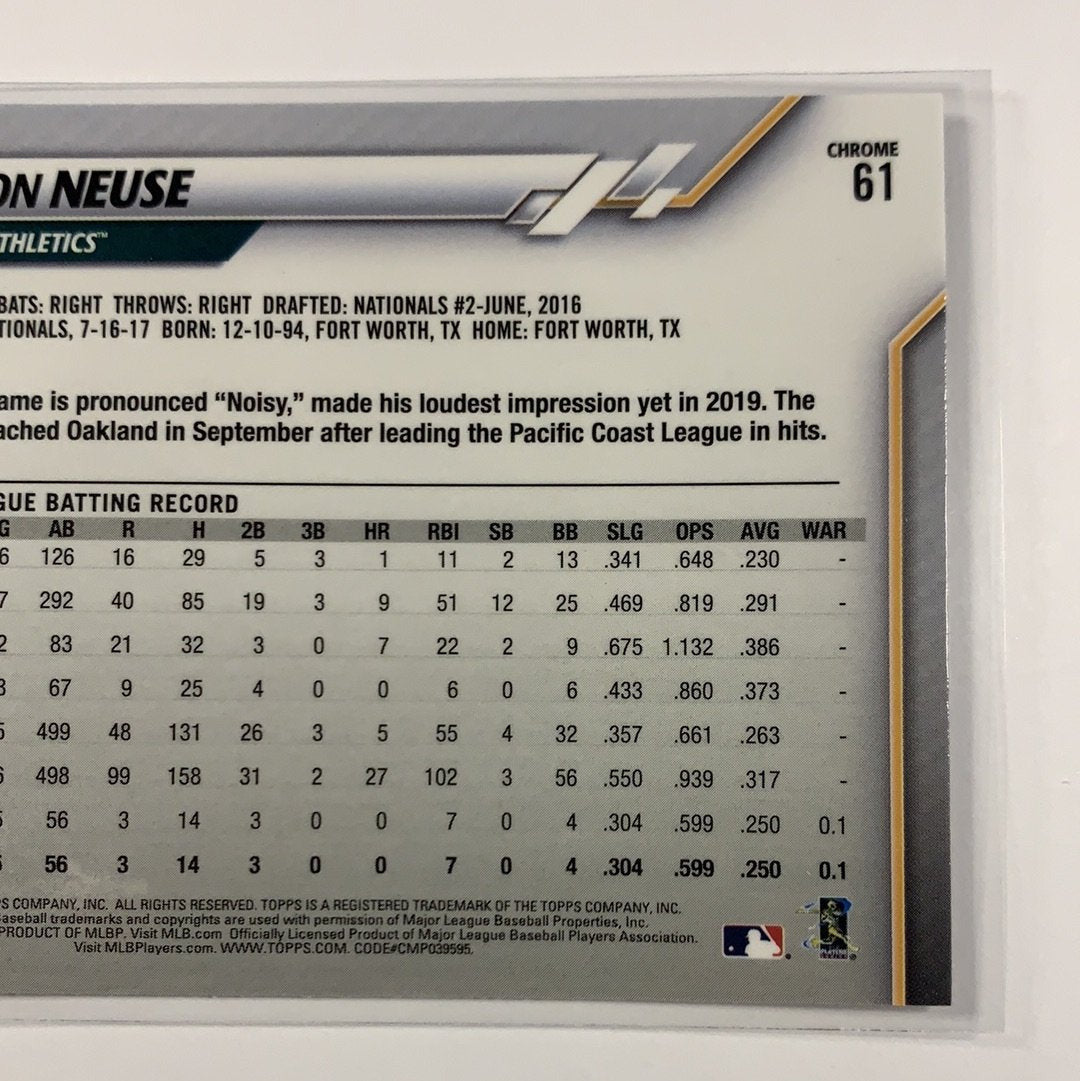 CHROME
61
ON NEUSE
THLETICS™
BATS: RIGHT THROWS: RIGHT DRAFTED: NATIONALS #2-JUNE, 2016
TIONALS, 7-16-17 BORN: 12-10-94, FORT WORTH, TX HOME: FORT WORTH, TX
ame is pronounced “Noisy,” made his loudest impression yet in 2019. The
ached Oakland in September after leading the Pacific Coast League in hits.
GUE BATTING RECORD
G AB R H 2B 3B HR RBI SB BB SLG OPS AVG WAR
6 126 16 29 5 3 1 11 2 13 .341 .648 .230 -
7 292 40 85 19 3 9 51 12 25 .469 .819 .291 -
2 83 21 32 3 0 7 22 2 9 .675 1.132 .386 -
3 67 9 25 4 0 0 6 0 6 .433 .860 .373 -
5 499 48 131 26 3 5 55 4 32 .357 .661 .263 -
6 498 99 158 31 2 27 102 3 56 .550 .939 .317 -
5 56 3 14 3 0 0 7 0 4 .304 .599 .250 0.1
5 56 3 14 3 0 0 7 0 4 .304 .599 .250 0.1
S COMPANY, INC. ALL RIGHTS RESERVED. TOPPS IS A REGISTERED TRADEMARK OF THE TOPPS COMPANY, INC.
aseball trademarks and copyrights are used with permission of Major League Baseball Properties, Inc.
PRODUCT OF MLBP. Visit MLB.com Officially Licensed Product of Major League Baseball Players Association.
Visit MLBPlayers.com. WWW.TOPPS.COM. CODE#CMP039595.